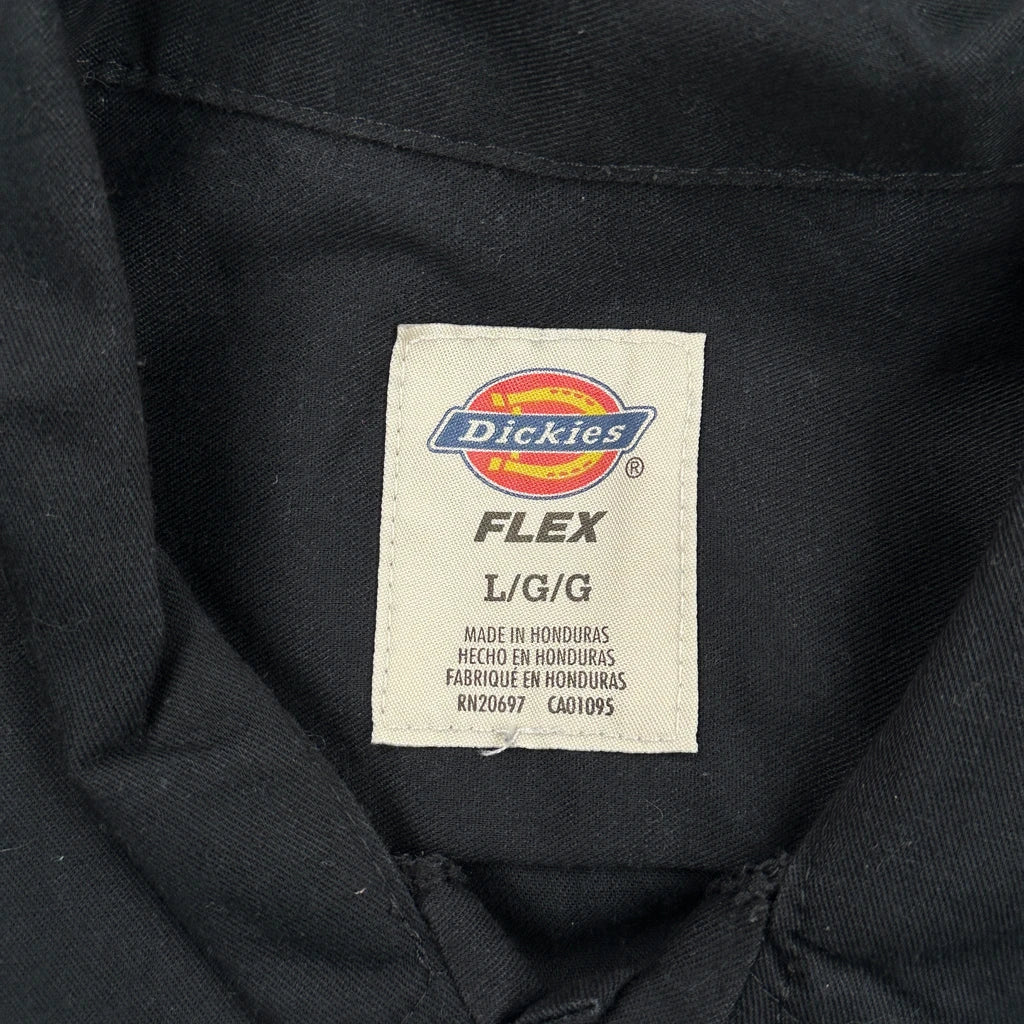 Dickies
®
FLEX
L/G/G
MADE IN HONDURAS
HECHO EN HONDURAS
FABRIQUÉ EN HONDURAS
RN20697 CA01095